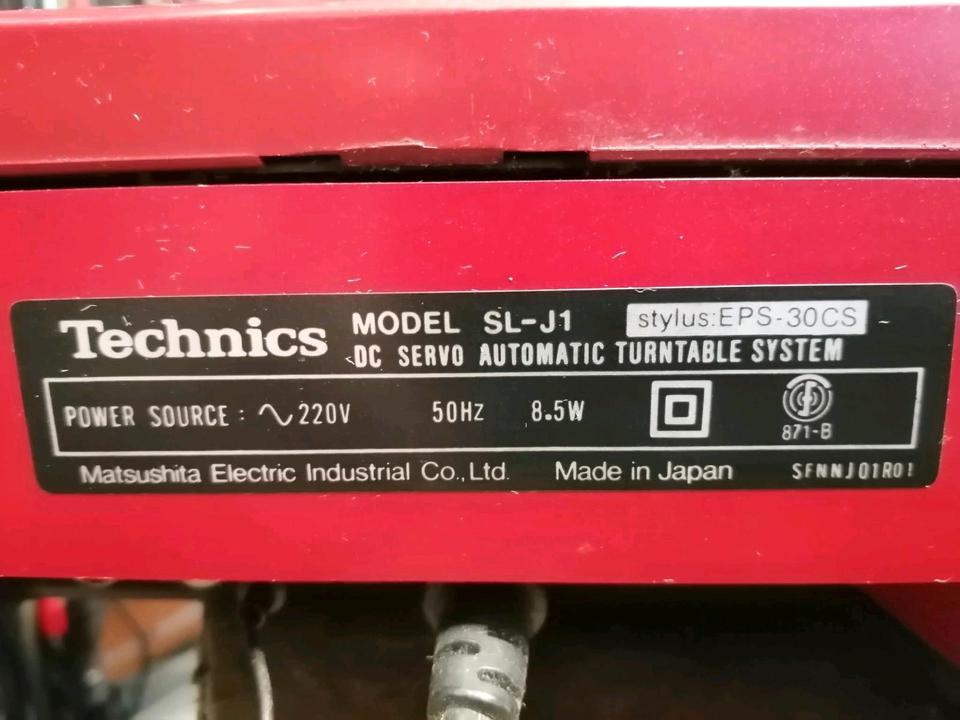 Technics
MODEL SL-J1 stylus:EPS-30CS
DC SERVO AUTOMATIC TURNTABLE SYSTEM
POWER SOURCE : ∿220V 50Hz 8.5W
871-B
Matsushita Electric Industrial Co.,Ltd. Made in Japan SFNNJ01R01